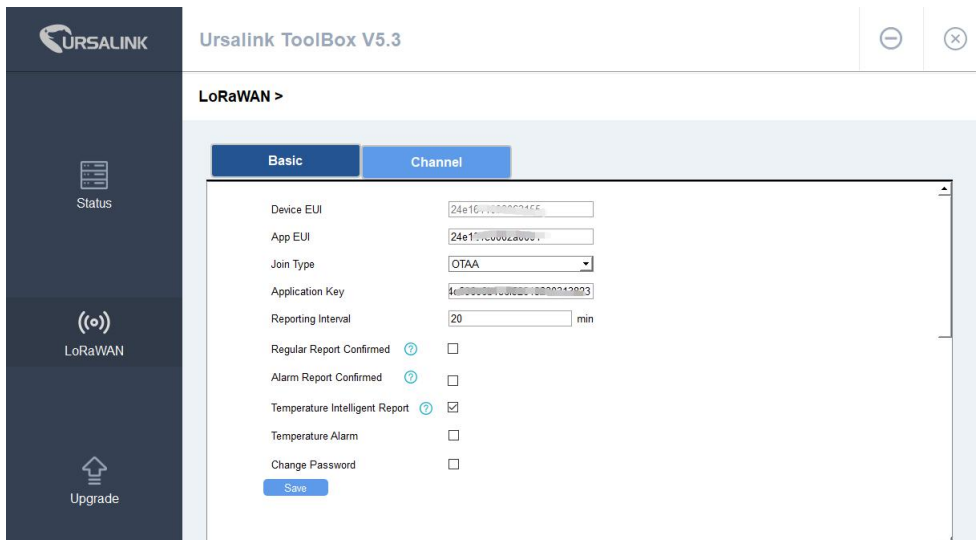 URSALINK
Ursalink ToolBox V5.3
LoRaWAN >
Status
LoRaWAN
Upgrade
Basic Channel
Device EUI
App EUI
Join Type OTAA
Application Key
Reporting Interval 20 min
Regular Report Confirmed ?
Alarm Report Confirmed ?
Temperature Intelligent Report ?
Temperature Alarm
Change Password
Save